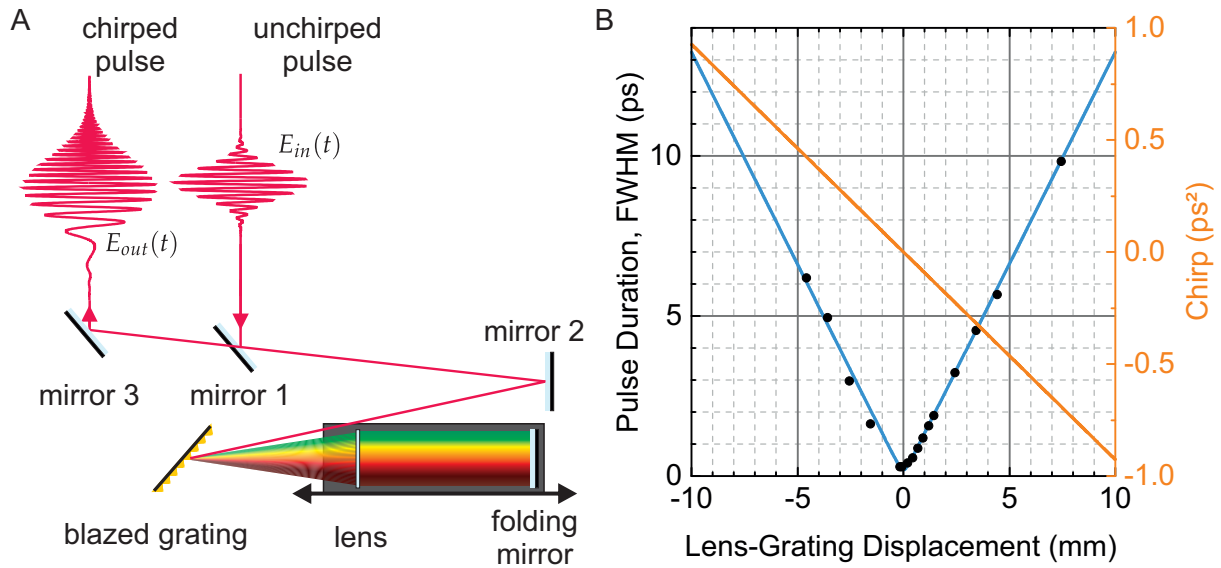 A
chirped
pulse
unchirped
pulse
E_in(t)
E_out(t)
mirror 2
mirror 3
mirror 1
blazed grating
lens
folding
mirror
B
Pulse Duration, FWHM (ps)
10
5
0
-10
-5
0
5
10
Lens-Grating Displacement (mm)
1.0
0.5
0.0
-0.5
-1.0
Chirp (ps²)